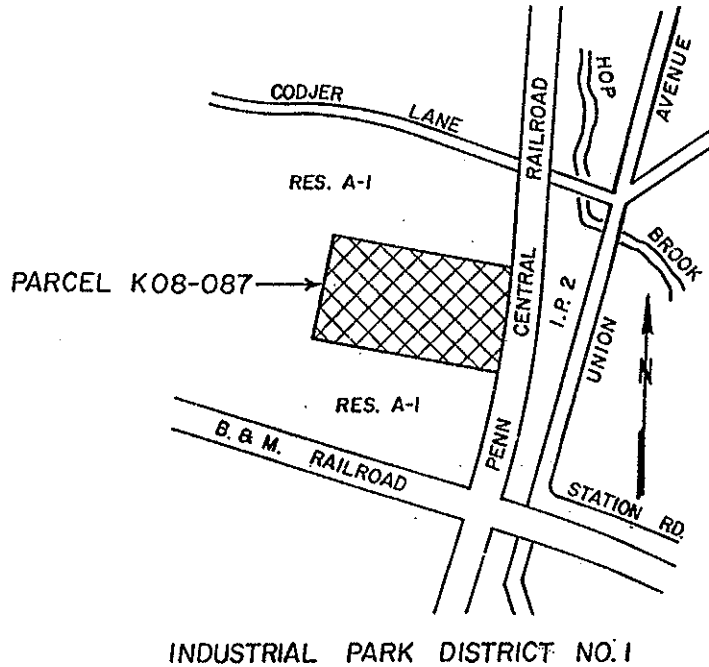 HOP
AVENUE
CODJER LANE
RAILROAD
RES. A-1
BROOK
PARCEL K08-087
CENTRAL
I.P. 2
UNION
N
RES. A-1
PENN
B. & M. RAILROAD
STATION RD.
INDUSTRIAL PARK DISTRICT NO. 1